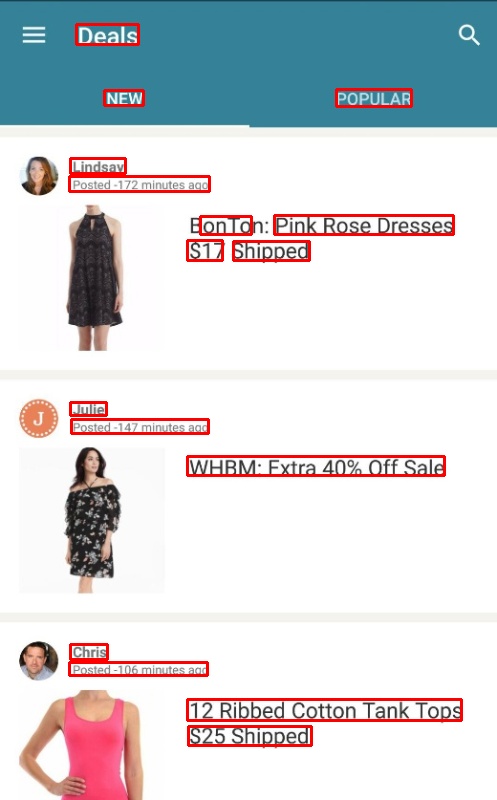 Deals
NEW
POPULAR
Lindsay
Posted -172 minutes ago
BonTon: Pink Rose Dresses
$17 Shipped
J
Julie
Posted -147 minutes ago
WHBM: Extra 40% Off Sale
Chris
Posted -106 minutes ago
12 Ribbed Cotton Tank Tops
$25 Shipped